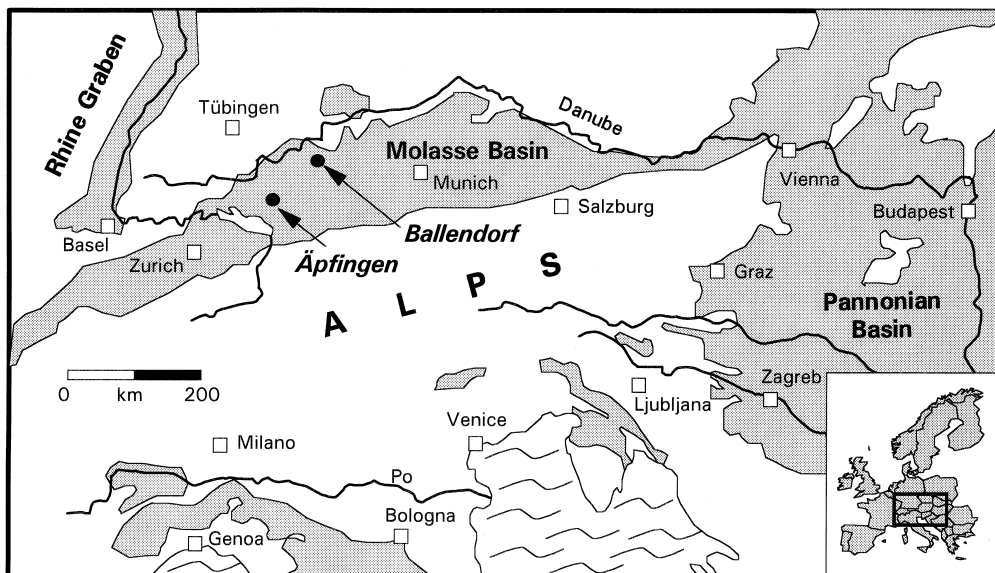 Rhine Graben
Tübingen
Danube
Molasse Basin
Munich
Vienna
Salzburg
Budapest
Basel
Ballendorf
Zurich
Äpfingen
Graz
ALPS
Pannonian
Basin
0 km 200
Zagreb
Ljubljana
Venice
Milano
Po
Bologna
Genoa